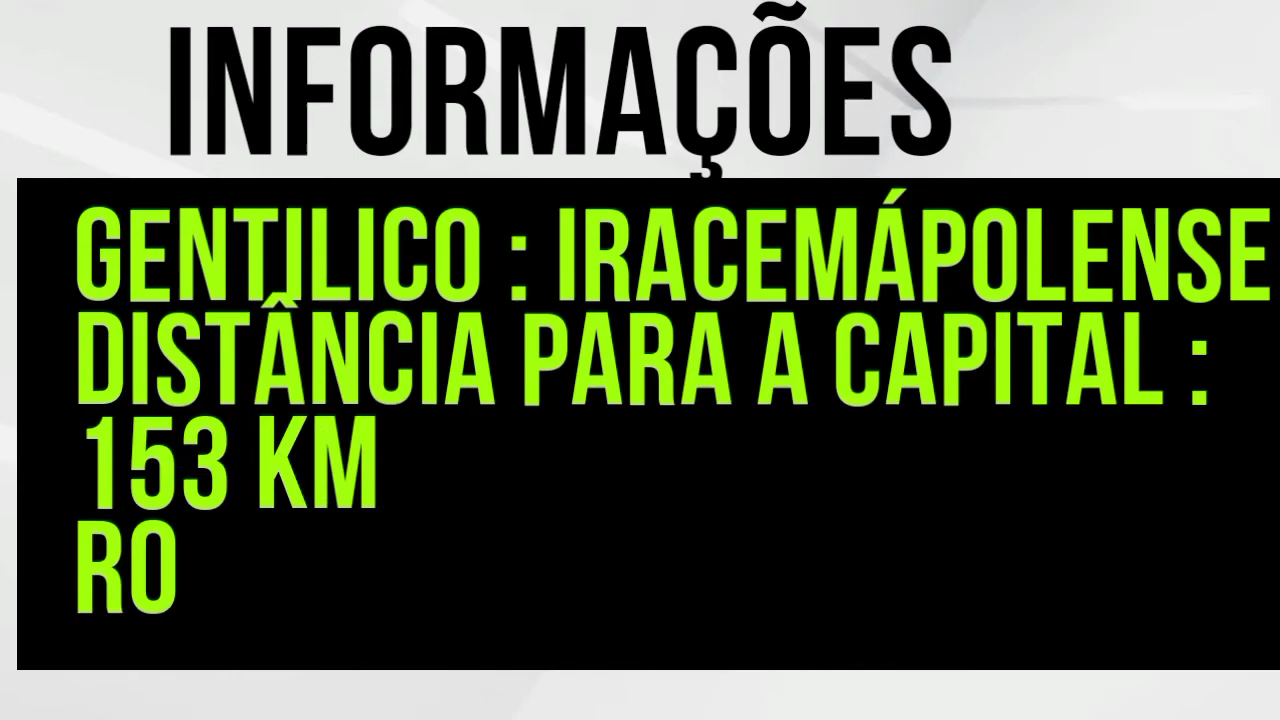 INFORMAÇÕES
GENTILICO : IRACEMÁPOLENSE
DISTÂNCIA PARA A CAPITAL :
153 KM
RO